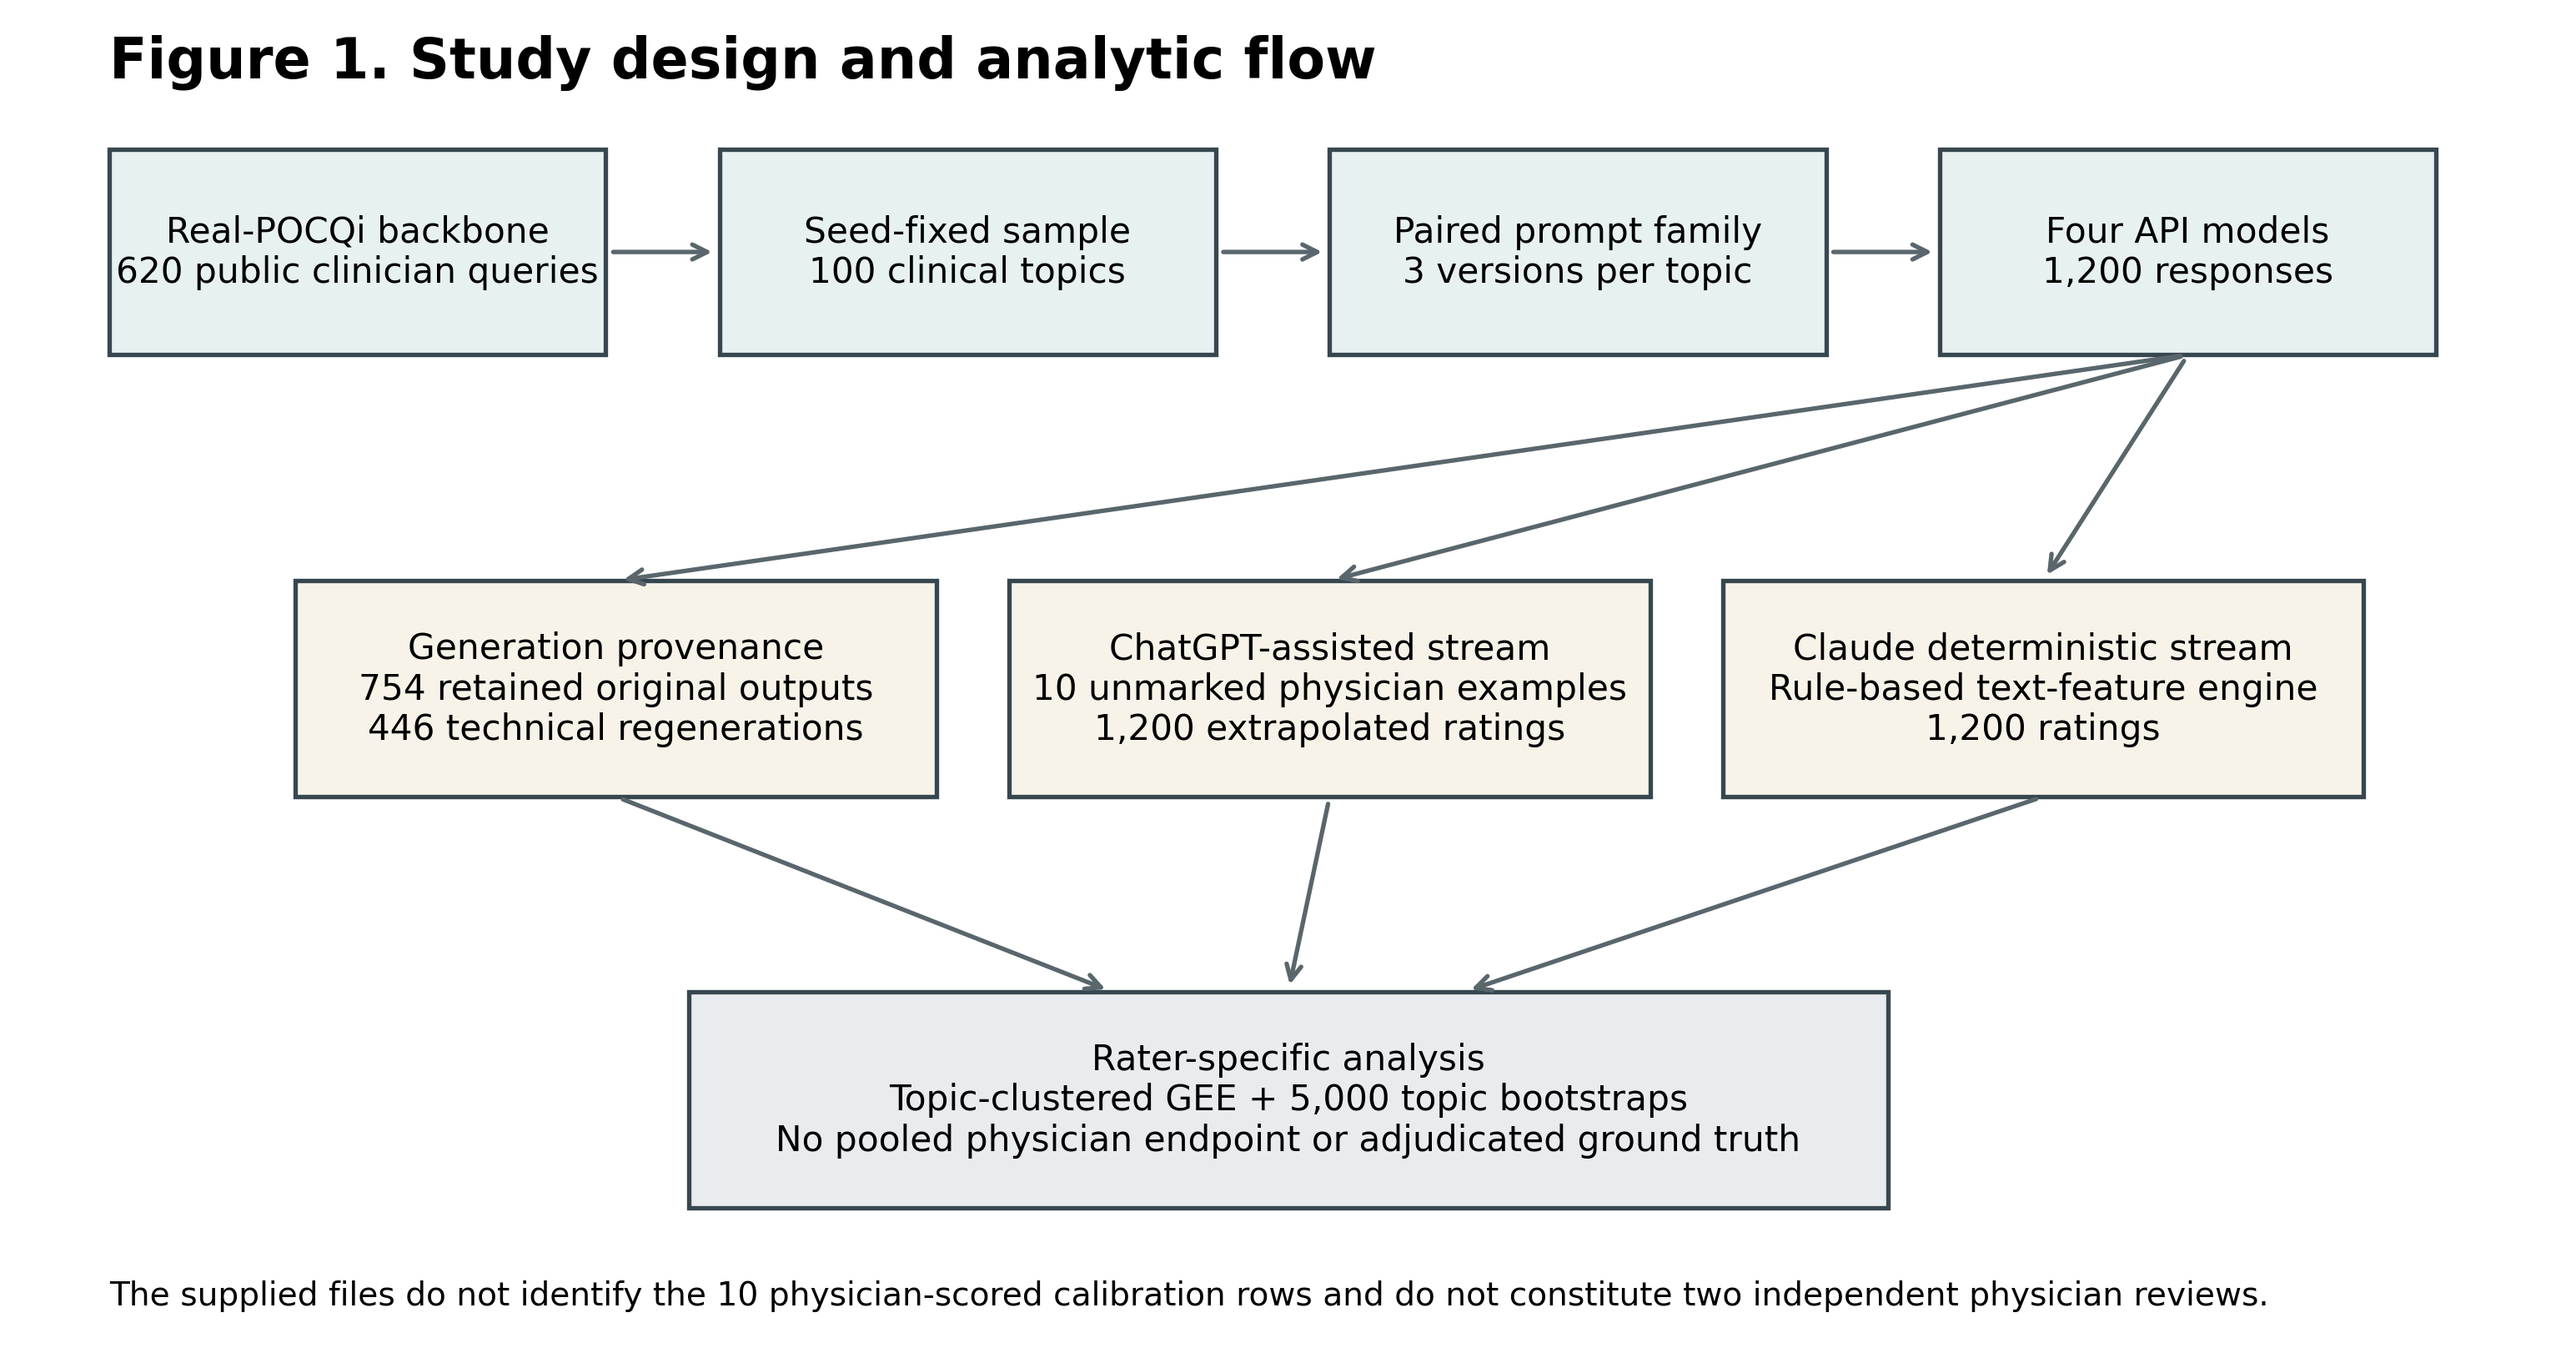 Figure 1. Study design and analytic flow
Real-POCQi backbone
620 public clinician queries
Seed-fixed sample
100 clinical topics
Paired prompt family
3 versions per topic
Four API models
1,200 responses
Generation provenance
754 retained original outputs
446 technical regenerations
ChatGPT-assisted stream
10 unmarked physician examples
1,200 extrapolated ratings
Claude deterministic stream
Rule-based text-feature engine
1,200 ratings
Rater-specific analysis
Topic-clustered GEE + 5,000 topic bootstraps
No pooled physician endpoint or adjudicated ground truth
The supplied files do not identify the 10 physician-scored calibration rows and do not constitute two independent physician reviews.